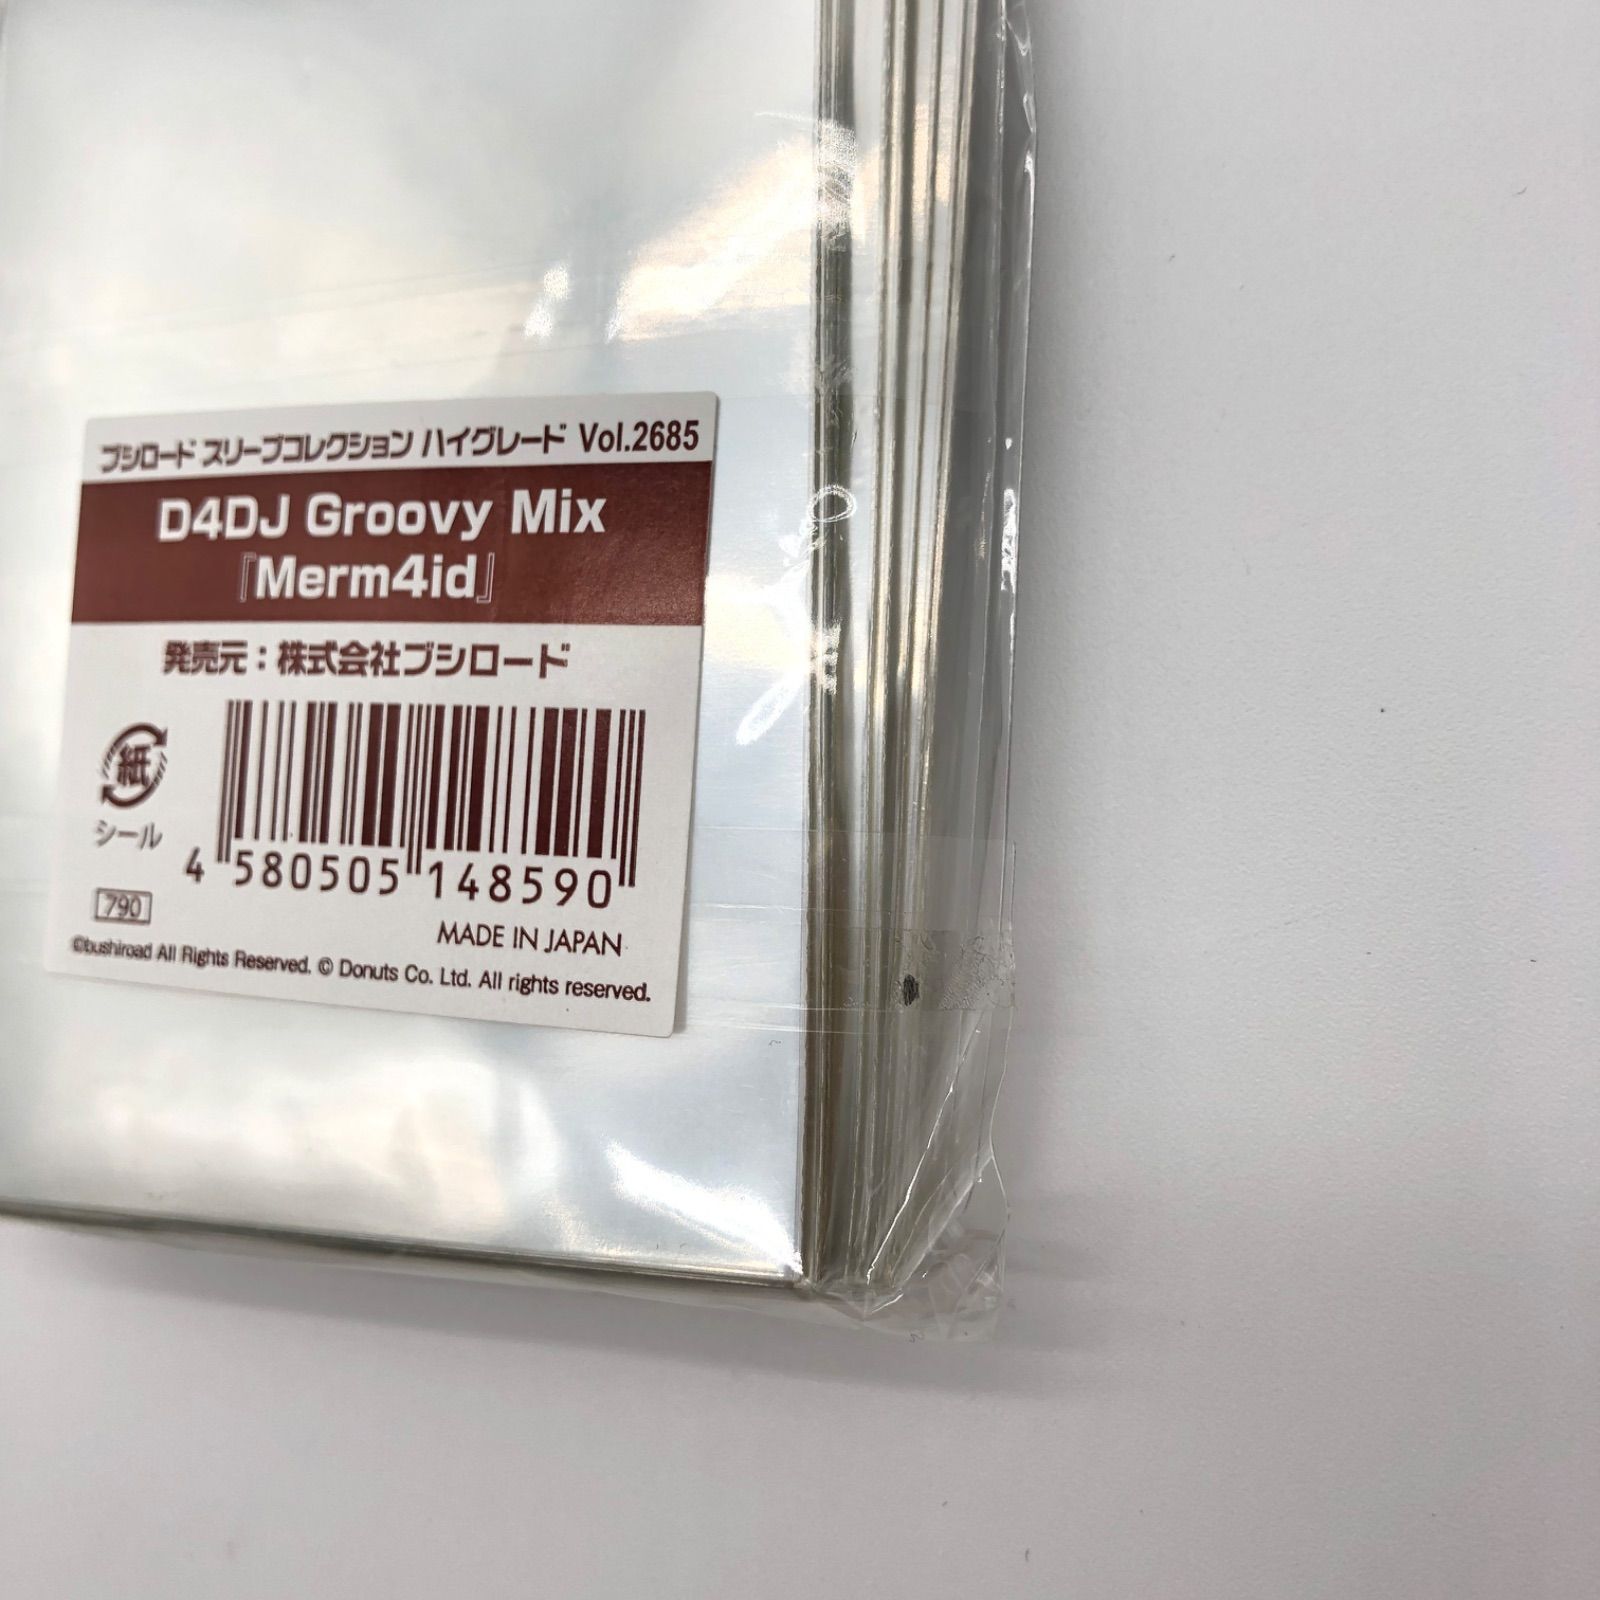 ブシロード スリーブコレクション ハイグレード Vol.2685
D4DJ Groovy Mix
『Merm4id』
発売元：株式会社ブシロード
紙
シール
4 580505 148590
790
MADE IN JAPAN
©bushiroad All Rights Reserved. © Donuts Co. Ltd. All rights reserved.